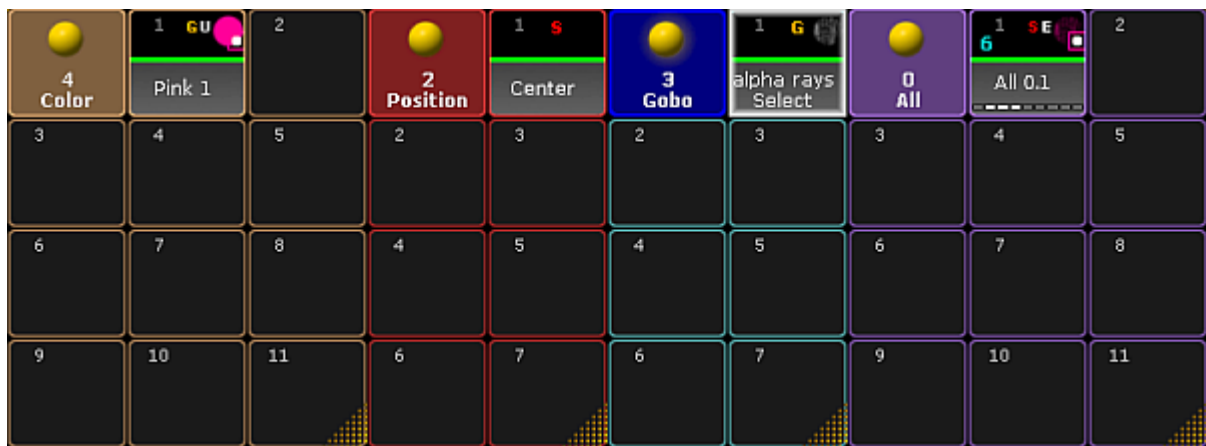 4
Color
1 GU
Pink 1
2
2
Position
1 S
Center
3
Gobo
1 G
alpha rays
Select
0
All
1 SE
6
All 0.1
2
3 4 5 2 3 2 3 3 4 5
6 7 8 4 5 4 5 6 7 8
9 10 11 6 7 6 7 9 10 11